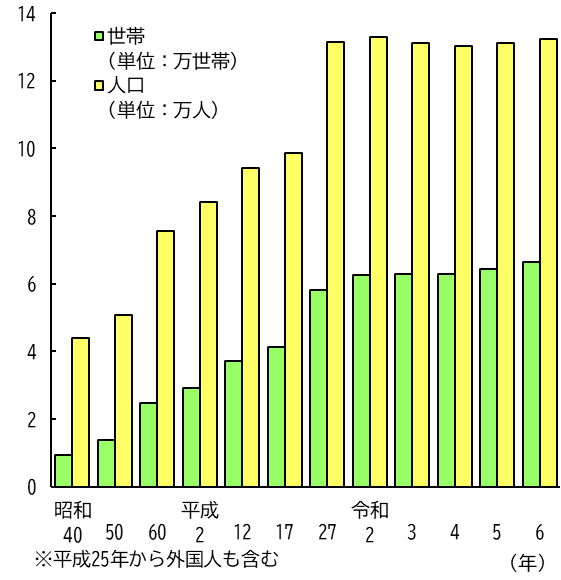 14
12
10
8
6
4
2
0
世帯
（単位：万世帯）
人口
（単位：万人）
昭和 平成 令和
40 50 60 2 12 17 27 2 3 4 5 6
※平成25年から外国人も含む
（年）